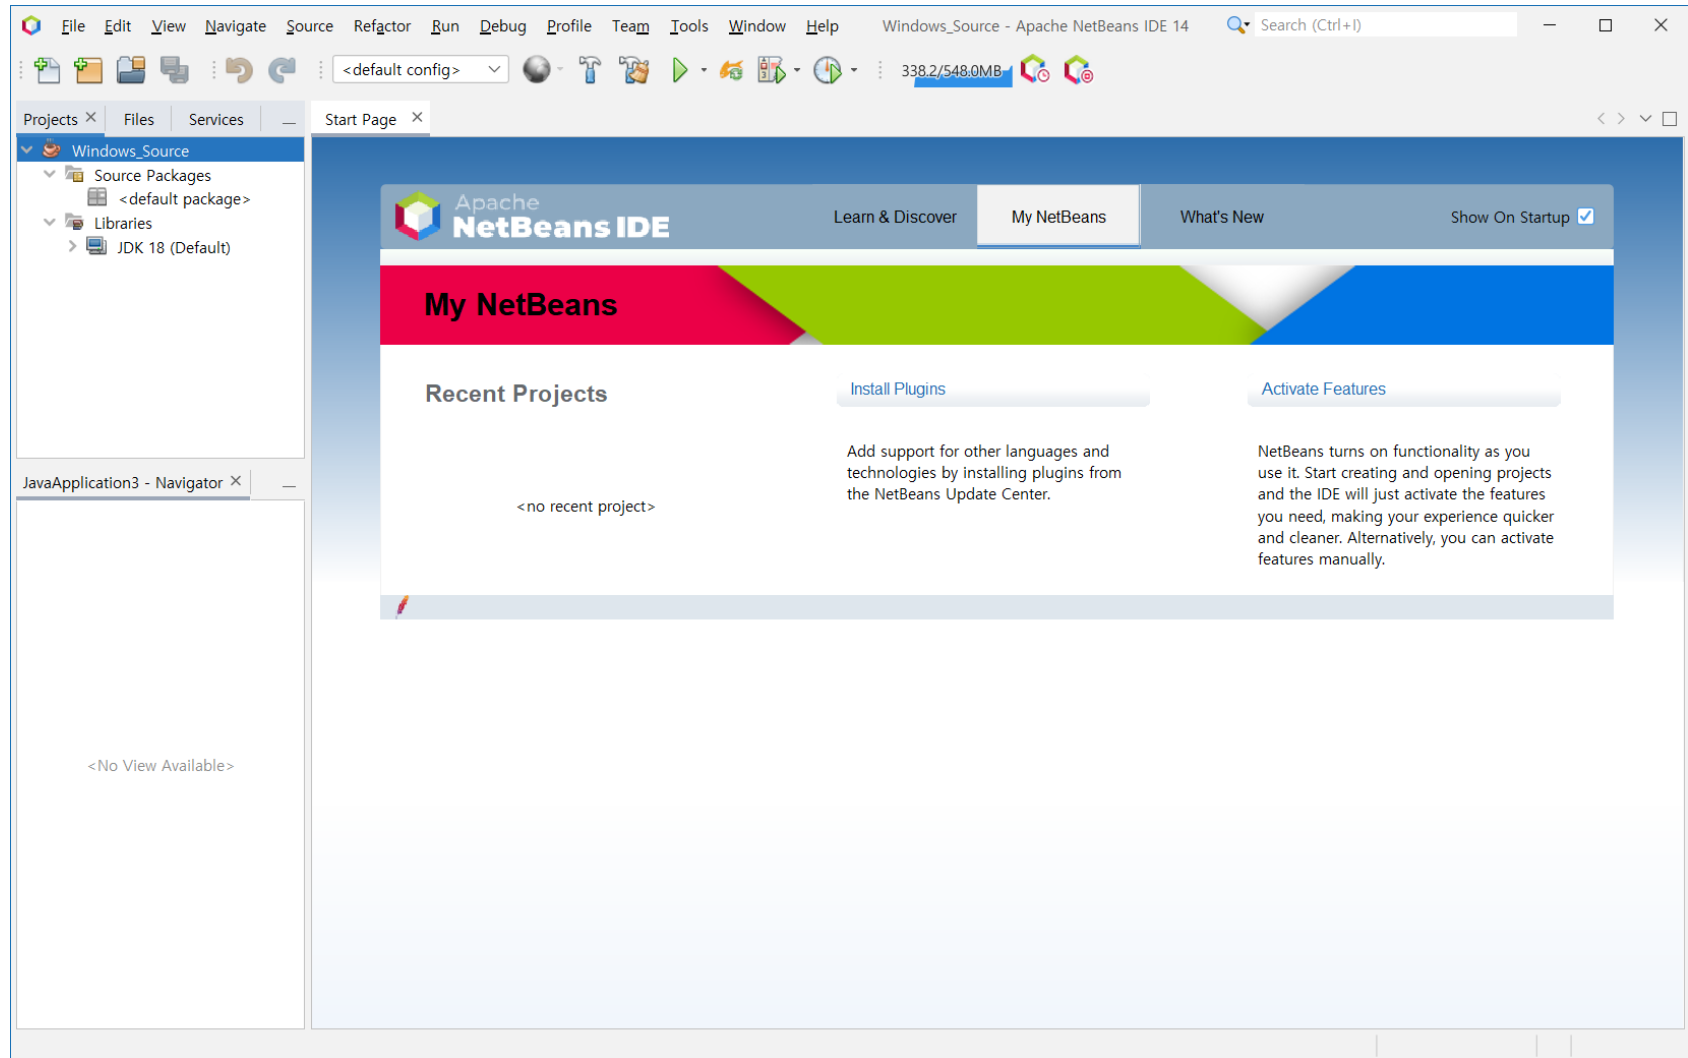 File Edit View Navigate Source Refactor Run Debug Profile Team Tools Window Help Windows_Source - Apache NetBeans IDE 14 Search (Ctrl+I)
<default config> 338.2/548.0MB
Projects Files Services Start Page
Windows_Source
Source Packages
<default package>
Libraries
JDK 18 (Default)
JavaApplication3 - Navigator
<No View Available>
Apache
NetBeans IDE
Learn & Discover My NetBeans What's New Show On Startup
My NetBeans
Recent Projects
<no recent project>
Install Plugins
Add support for other languages and
technologies by installing plugins from
the NetBeans Update Center.
Activate Features
NetBeans turns on functionality as you
use it. Start creating and opening projects
and the IDE will just activate the features
you need, making your experience quicker
and cleaner. Alternatively, you can activate
features manually.